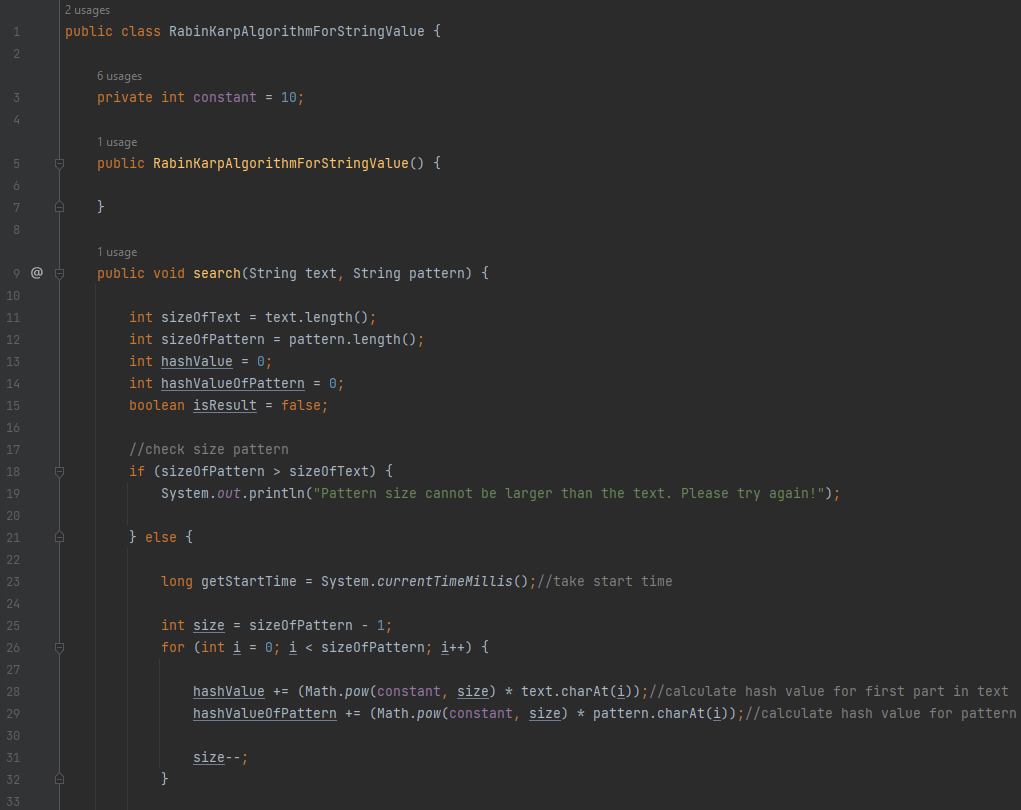 2 usages
1 public class RabinKarpAlgorithmForStringValue {
2
6 usages
3 private int constant = 10;
4
1 usage
5 public RabinKarpAlgorithmForStringValue() {
6
7 }
8
1 usage
9 @ public void search(String text, String pattern) {
10
11 int sizeOfText = text.length();
12 int sizeOfPattern = pattern.length();
13 int hashValue = 0;
14 int hashValueOfPattern = 0;
15 boolean isResult = false;
16
17 //check size pattern
18 if (sizeOfPattern > sizeOfText) {
19 System.out.println("Pattern size cannot be larger than the text. Please try again!");
20
21 } else {
22
23 long getStartTime = System.currentTimeMillis();//take start time
24
25 int size = sizeOfPattern - 1;
26 for (int i = 0; i < sizeOfPattern; i++) {
27
28 hashValue += (Math.pow(constant, size) * text.charAt(i));//calculate hash value for first part in text
29 hashValueOfPattern += (Math.pow(constant, size) * pattern.charAt(i));//calculate hash value for pattern
30
31 size--;
32 }
33